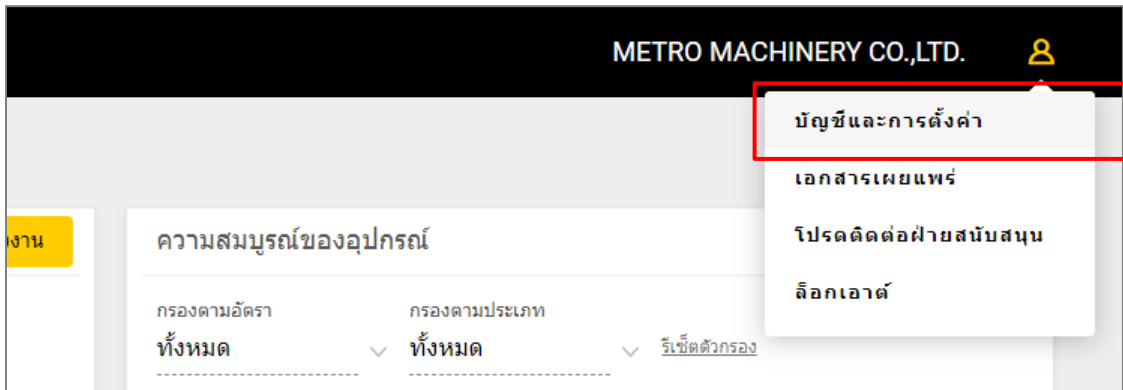 METRO MACHINERY CO.,LTD.
บัญชีและการตั้งค่า
เอกสารเผยแพร่
โปรดติดต่อฝ่ายสนับสนุน
ล็อกเอาต์
งาน
ความสมบูรณ์ของอุปกรณ์
กรองตามอัตรา
กรองตามประเภท
ทั้งหมด
ทั้งหมด
รีเซ็ตตัวกรอง